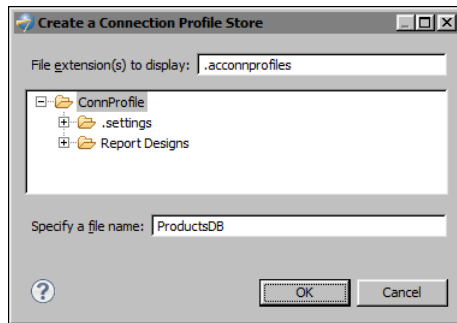 Create a Connection Profile Store
File extension(s) to display: .acconnprofiles
ConnProfile
.settings
Report Designs
Specify a file name: ProductsDB
? OK Cancel